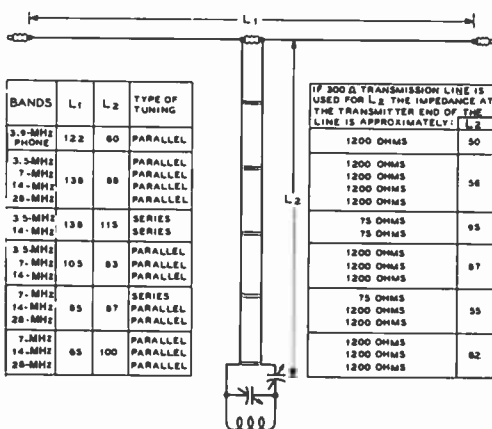 L1
BANDS L1 L2 TYPE OF TUNING
3.9-MHz PHONE 122 60 PARALLEL
3.5-MHz PARALLEL
7-MHz PARALLEL
14-MHz 138 88 PARALLEL
28-MHz PARALLEL
3.5-MHz 138 115 SERIES
14-MHz SERIES
3.5-MHz PARALLEL
7-MHz 105 83 PARALLEL
14-MHz PARALLEL
7-MHz SERIES
14-MHz 85 87 PARALLEL
28-MHz PARALLEL
7-MHz PARALLEL
14-MHz 65 100 PARALLEL
28-MHz PARALLEL
L2
IF 300 Ω TRANSMISSION LINE IS
USED FOR L2 THE IMPEDANCE AT
THE TRANSMITTER END OF THE
LINE IS APPROXIMATELY: L2
1200 OHMS 50
1200 OHMS
1200 OHMS 56
1200 OHMS
1200 OHMS
75 OHMS 95
75 OHMS
1200 OHMS
1200 OHMS 87
1200 OHMS
75 OHMS
1200 OHMS 55
1200 OHMS
1200 OHMS
1200 OHMS 82
1200 OHMS